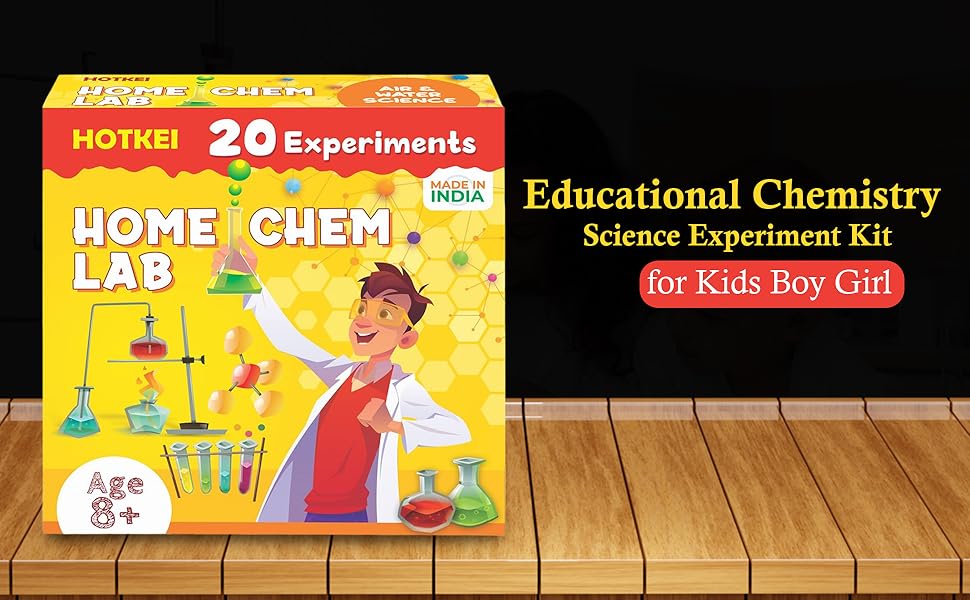 HOTKEI
HOME CHEM
LAB
AIR &
WATER
SCIENCE
HOTKEI 20 Experiments
MADE IN
INDIA
HOME CHEM
LAB
Age
8+
Educational Chemistry
Science Experiment Kit
for Kids Boy Girl